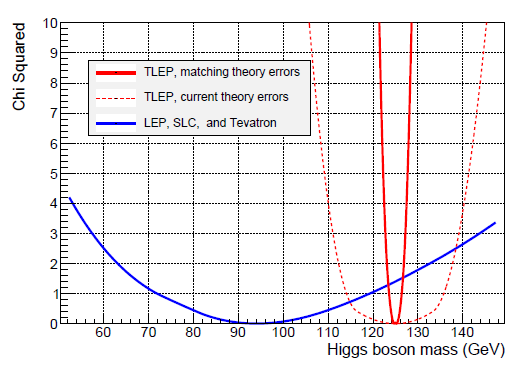 Chi Squared
10
9
8
7
6
5
4
3
2
1
0
TLEP, matching theory errors
TLEP, current theory errors
LEP, SLC, and Tevatron
60 70 80 90 100 110 120 130 140
Higgs boson mass (GeV)